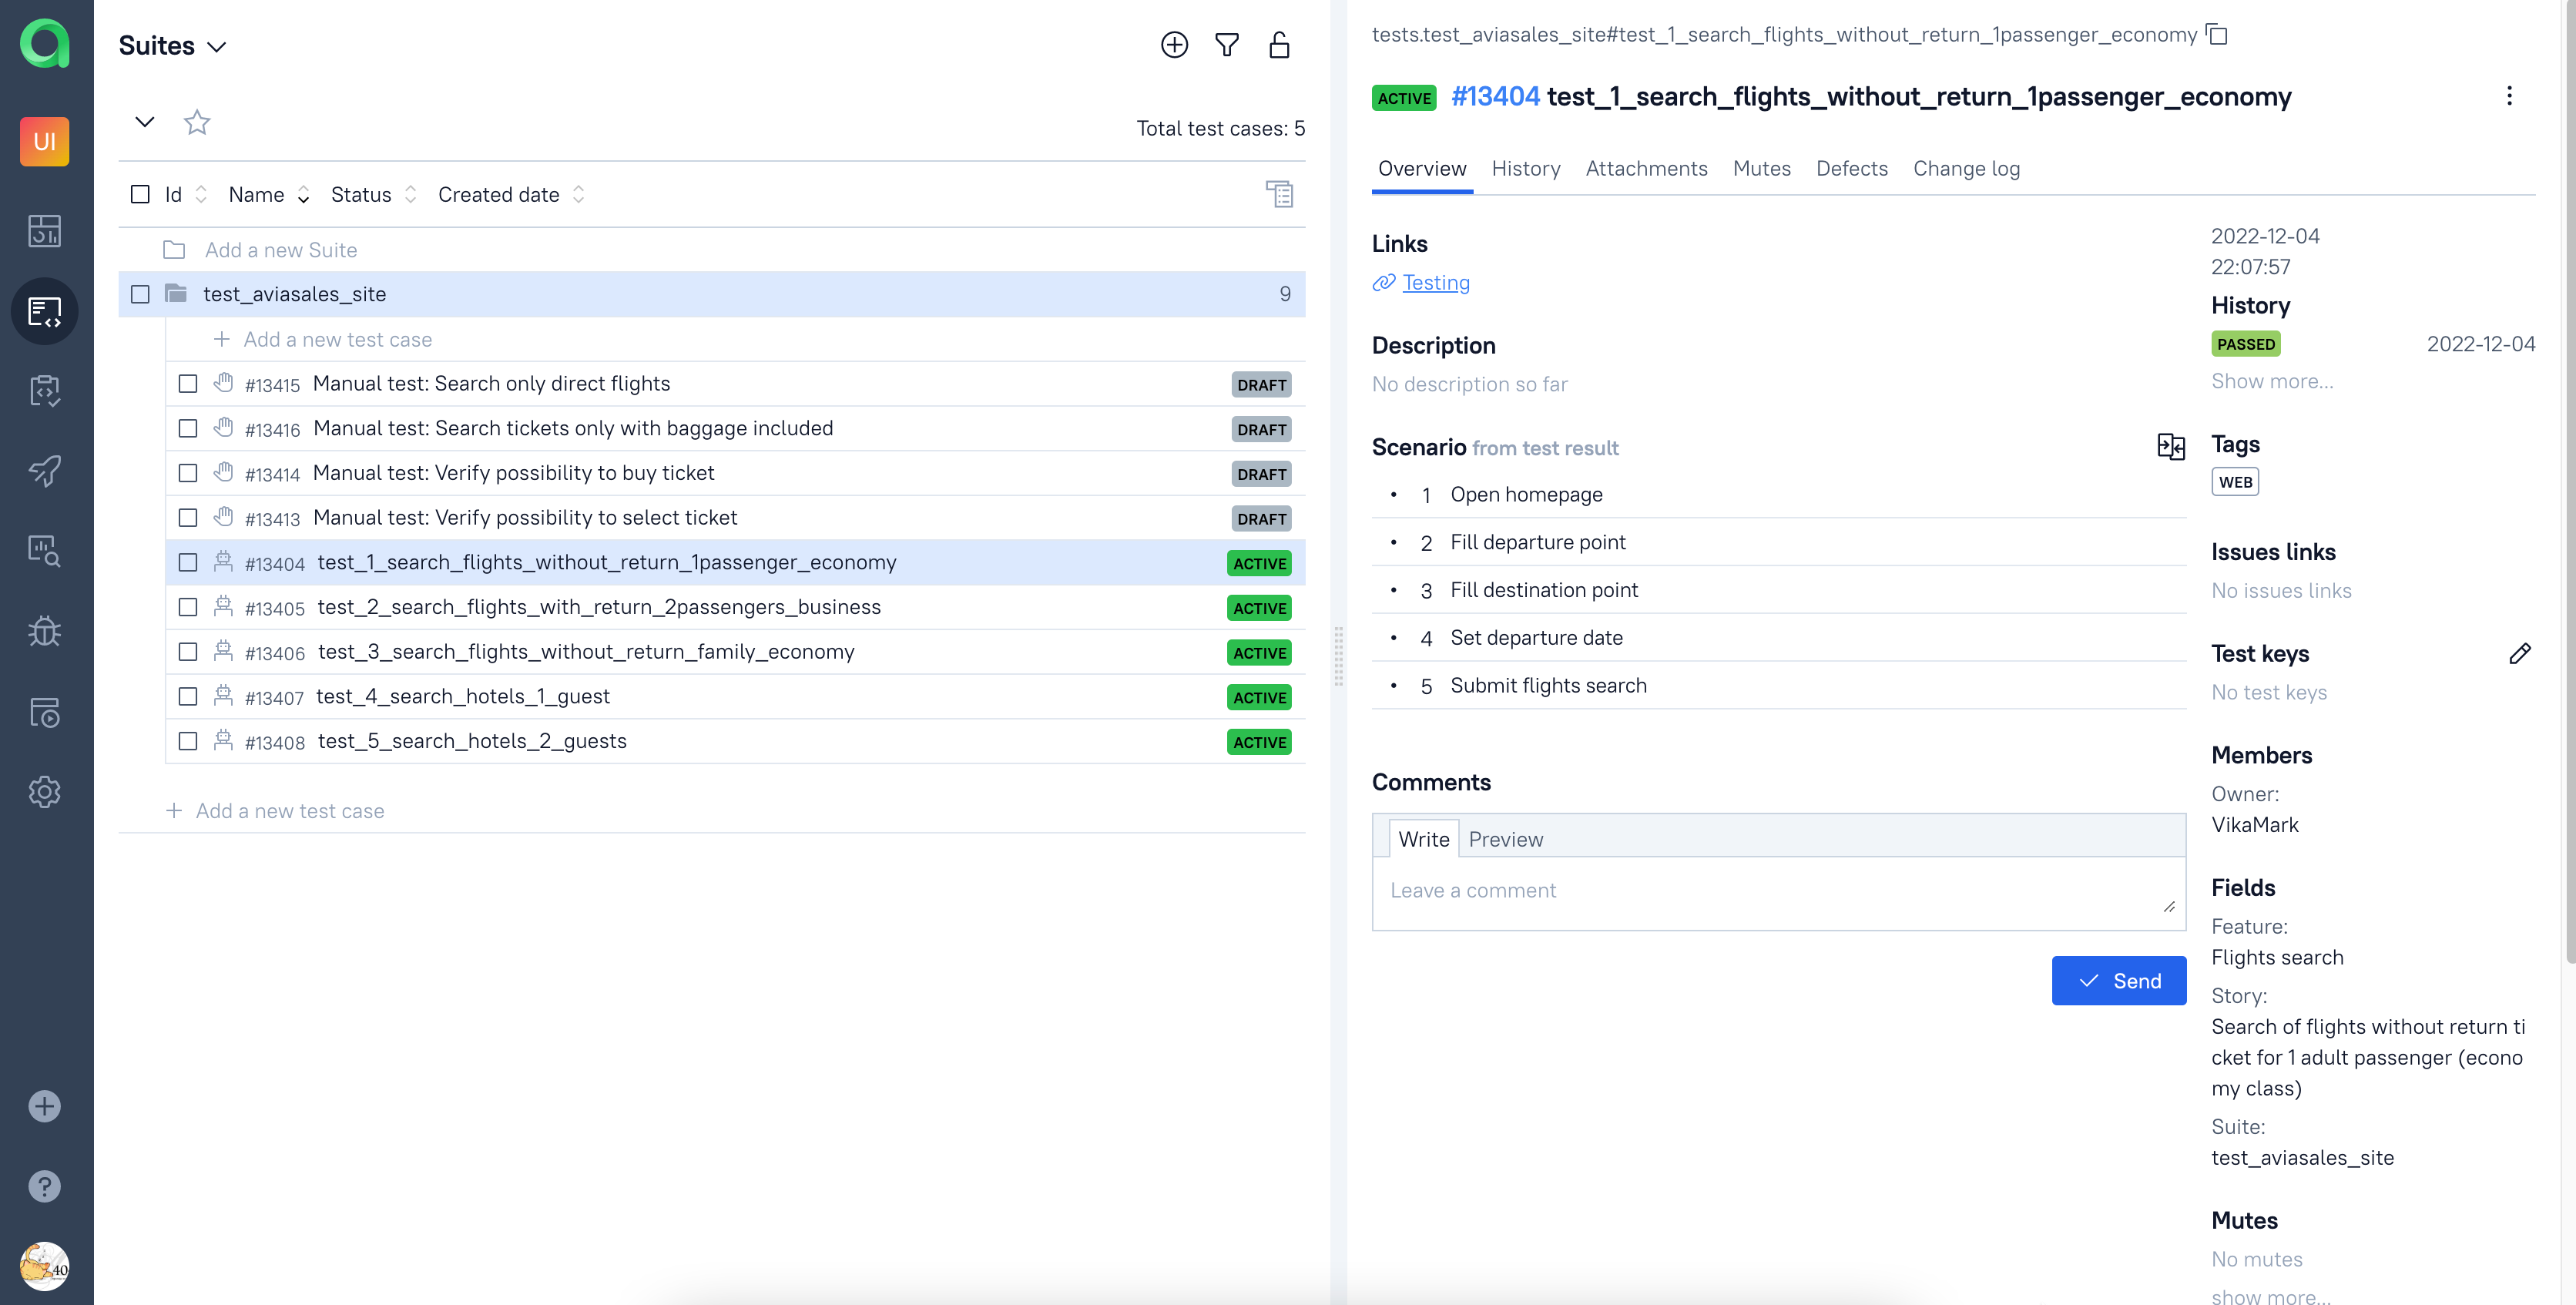 UI
40
Suites
Total test cases: 5
Id Name Status Created date
Add a new Suite
test_aviasales_site 9
Add a new test case
#13415 Manual test: Search only direct flights DRAFT
#13416 Manual test: Search tickets only with baggage included DRAFT
#13414 Manual test: Verify possibility to buy ticket DRAFT
#13413 Manual test: Verify possibility to select ticket DRAFT
#13404 test_1_search_flights_without_return_1passenger_economy ACTIVE
#13405 test_2_search_flights_with_return_2passengers_business ACTIVE
#13406 test_3_search_flights_without_return_family_economy ACTIVE
#13407 test_4_search_hotels_1_guest ACTIVE
#13408 test_5_search_hotels_2_guests ACTIVE
Add a new test case
tests.test_aviasales_site#test_1_search_flights_without_return_1passenger_economy
ACTIVE #13404 test_1_search_flights_without_return_1passenger_economy
Overview History Attachments Mutes Defects Change log
Links
Testing
Description
No description so far
Scenario from test result
• 1 Open homepage
• 2 Fill departure point
• 3 Fill destination point
• 4 Set departure date
• 5 Submit flights search
Comments
Write Preview
Leave a comment
Send
2022-12-04
22:07:57
History
PASSED 2022-12-04
Show more...
Tags
WEB
Issues links
No issues links
Test keys
No test keys
Members
Owner:
VikaMark
Fields
Feature:
Flights search
Story:
Search of flights without return ti
cket for 1 adult passenger (econo
my class)
Suite:
test_aviasales_site
Mutes
No mutes
show more...